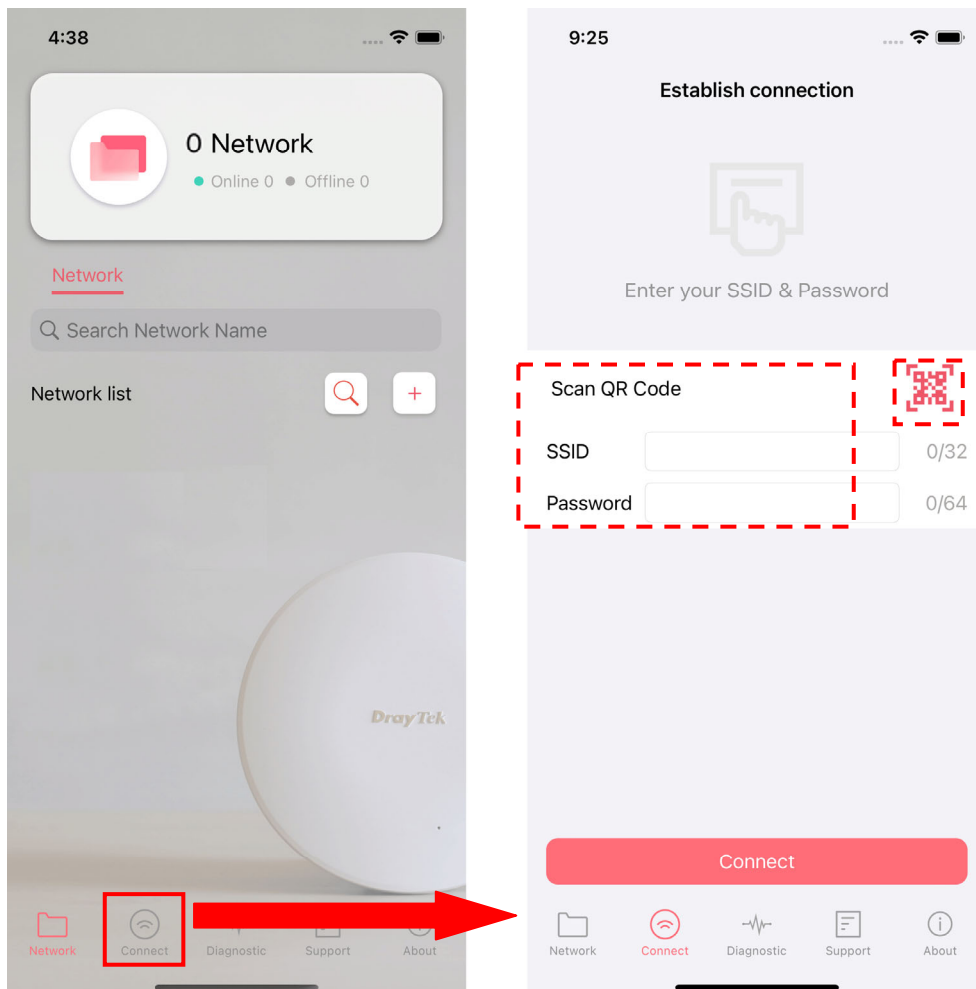 4:38
0 Network
Online 0 Offline 0
Network
Search Network Name
Network list
+
DrayTek
Network Connect Diagnostic Support About
9:25
Establish connection
Enter your SSID & Password
Scan QR Code
SSID 0/32
Password 0/64
Connect
Network Connect Diagnostic Support About